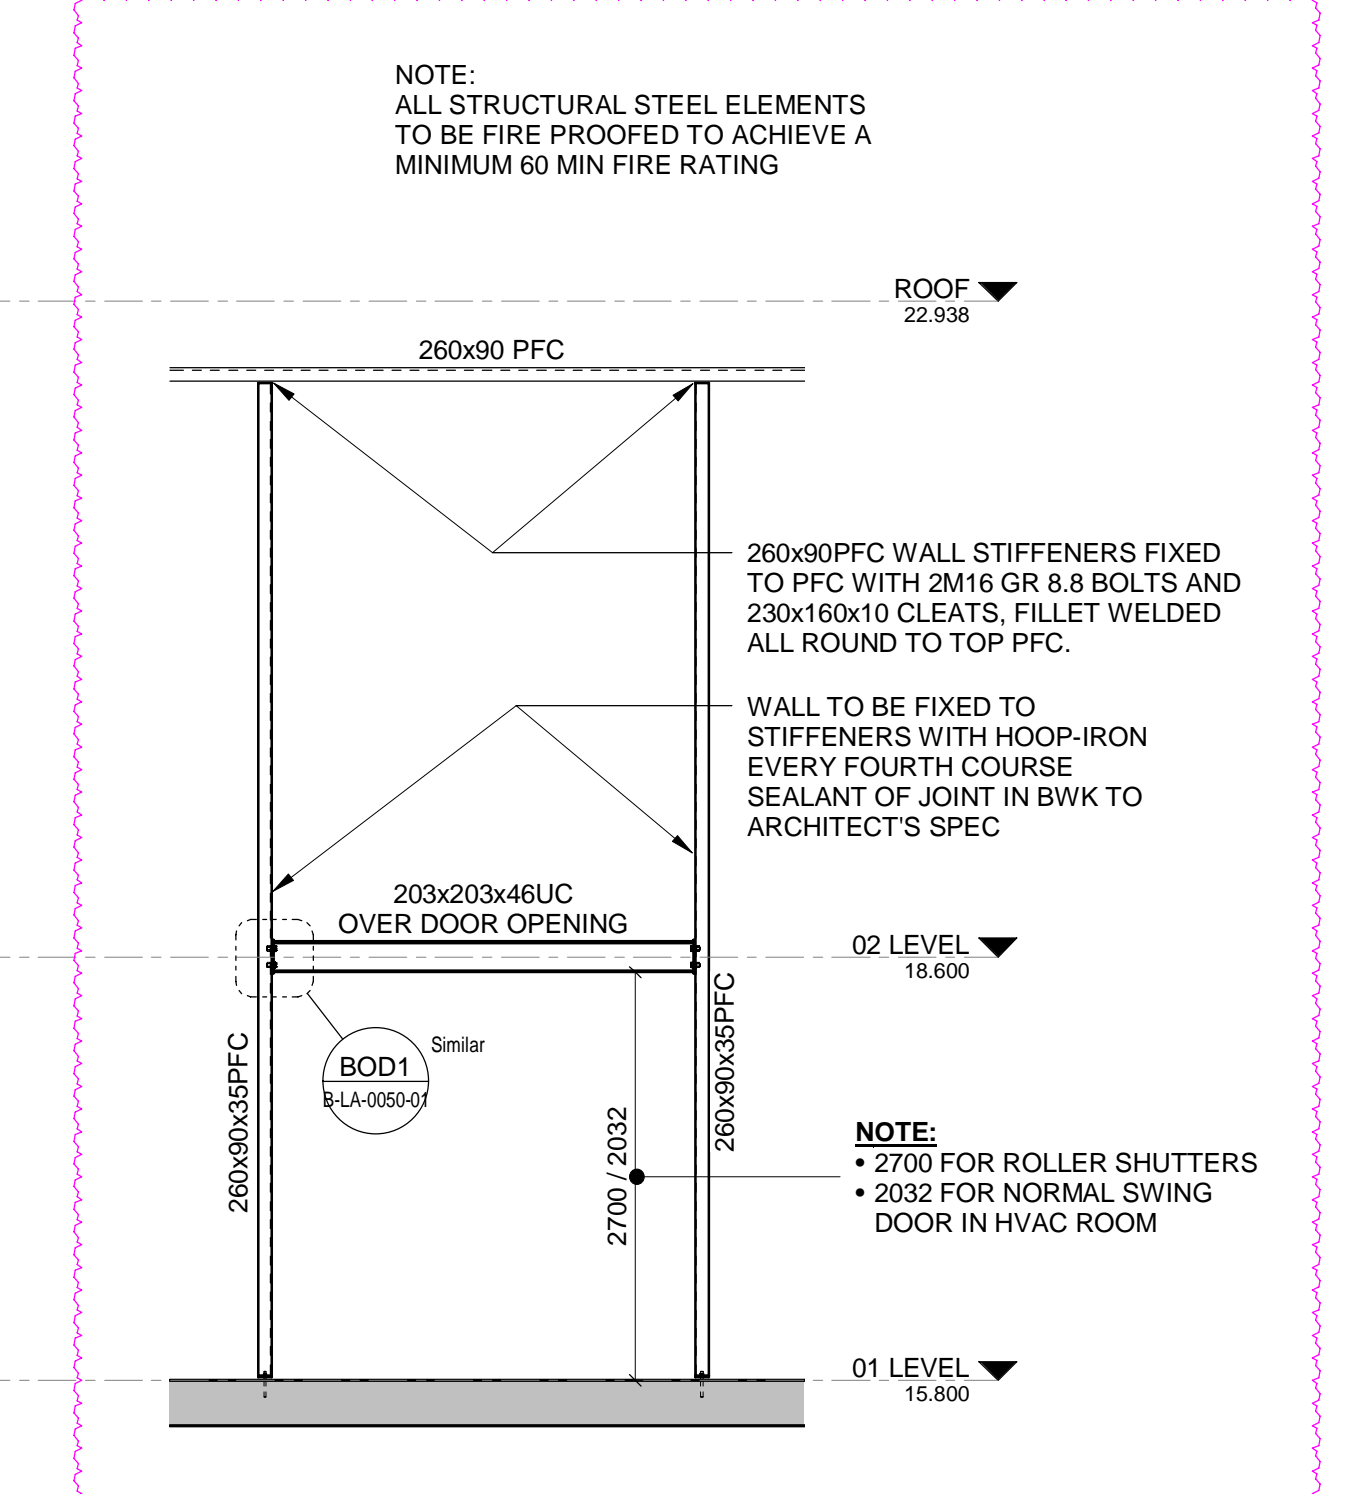 NOTE:
ALL STRUCTURAL STEEL ELEMENTS
TO BE FIRE PROOFED TO ACHIEVE A
MINIMUM 60 MIN FIRE RATING
ROOF
22.938
260x90 PFC
260x90PFC WALL STIFFENERS FIXED
TO PFC WITH 2M16 GR 8.8 BOLTS AND
230x160x10 CLEATS, FILLET WELDED
ALL ROUND TO TOP PFC.
WALL TO BE FIXED TO
STIFFENERS WITH HOOP-IRON
EVERY FOURTH COURSE
SEALANT OF JOINT IN BWK TO
ARCHITECT'S SPEC
203x203x46UC
OVER DOOR OPENING
02 LEVEL
18.600
260x90x35PFC
BOD1
B-LA-0050-01
Similar
2700 / 2032
260x90x35PFC
NOTE:
• 2700 FOR ROLLER SHUTTERS
• 2032 FOR NORMAL SWING
DOOR IN HVAC ROOM
01 LEVEL
15.800